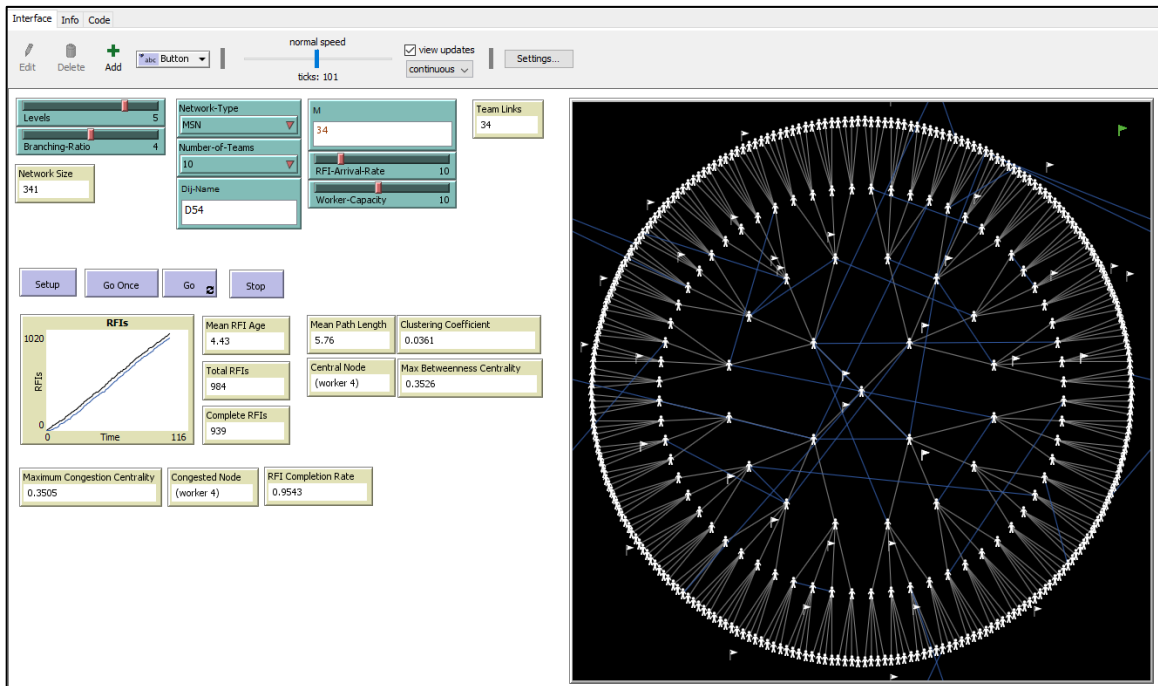 Interface Info Code
Edit Delete Add abc Button normal speed ticks: 101 view updates continuous Settings...
Levels 5
Branching-Ratio 4
Network Size
341
Network-Type
MSN
Number-of-Teams
10
Dij-Name
D54
M
34
RFI-Arrival-Rate 10
Worker-Capacity 10
Team Links
34
Setup Go Once Go Stop
RFIs
1020
RFIs
0
0 Time 116
Mean RFI Age
4.43
Total RFIs
984
Complete RFIs
939
Mean Path Length
5.76
Clustering Coefficient
0.0361
Central Node
(worker 4)
Max Betweenness Centrality
0.3526
Maximum Congestion Centrality
0.3505
Congested Node
(worker 4)
RFI Completion Rate
0.9543